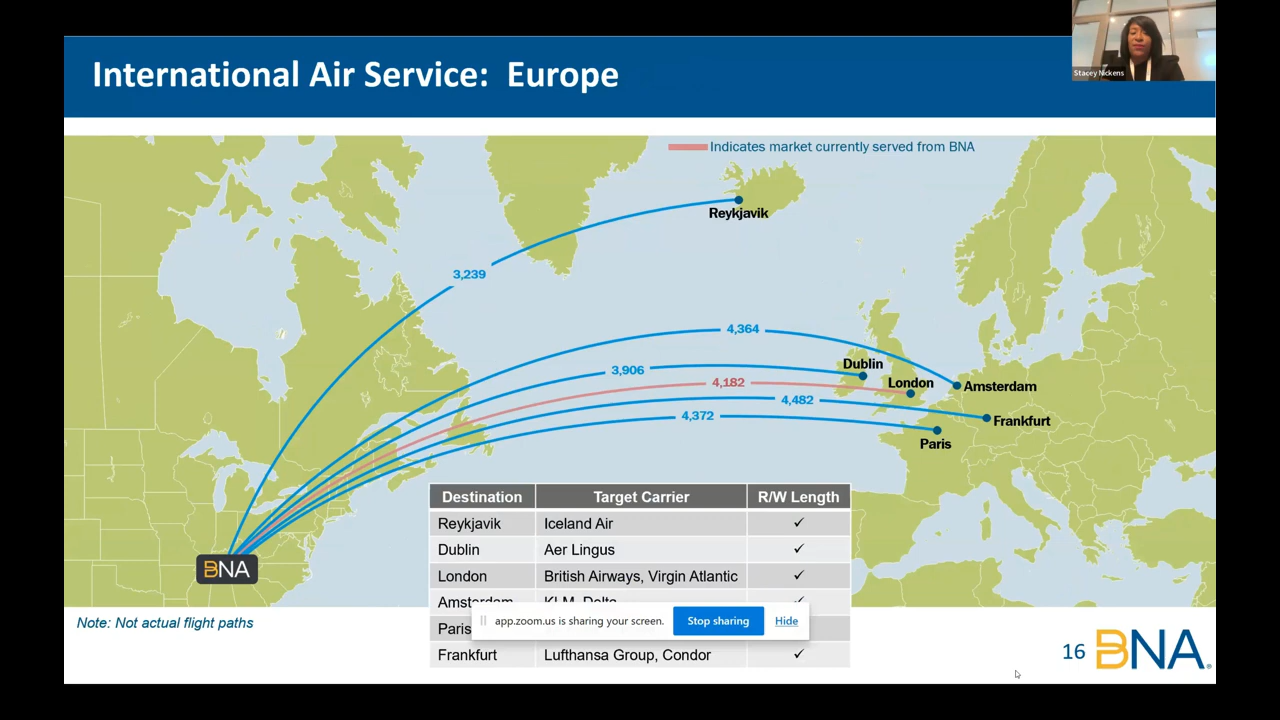 International Air Service:  Europe
Stacey Nickens
Indicates market currently served from BNA
Reykjavik
3,239
4,364
Dublin
3,906
London
4,182
Amsterdam
4,482
4,372
Frankfurt
Paris
BNA
Destination Target Carrier R/W Length
Reykjavik Iceland Air ✓
Dublin Aer Lingus ✓
London British Airways, Virgin Atlantic ✓
Amsterdam KLM, Delta ✓
Paris
app.zoom.us is sharing your screen. Stop sharing Hide
Frankfurt Lufthansa Group, Condor ✓
Note: Not actual flight paths
16 BNA®